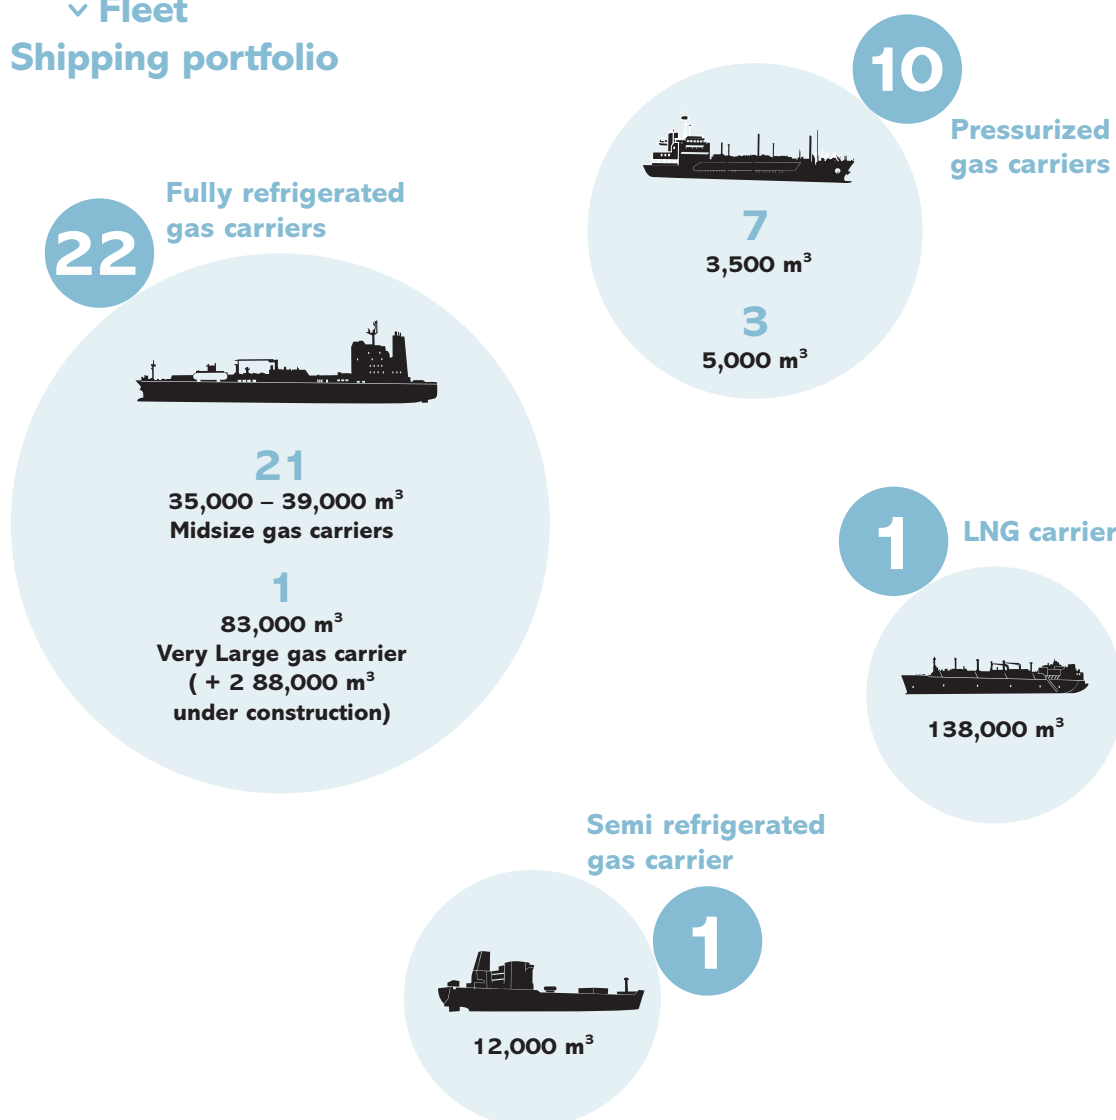 Fleet
Shipping portfolio
10
Pressurized
gas carriers
7
3,500 m³
3
5,000 m³
22
Fully refrigerated
gas carriers
21
35,000 – 39,000 m³
Midsize gas carriers
1
83,000 m³
Very Large gas carrier
( + 2 88,000 m³
under construction)
1
LNG carrier
138,000 m³
Semi refrigerated
gas carrier
1
12,000 m³